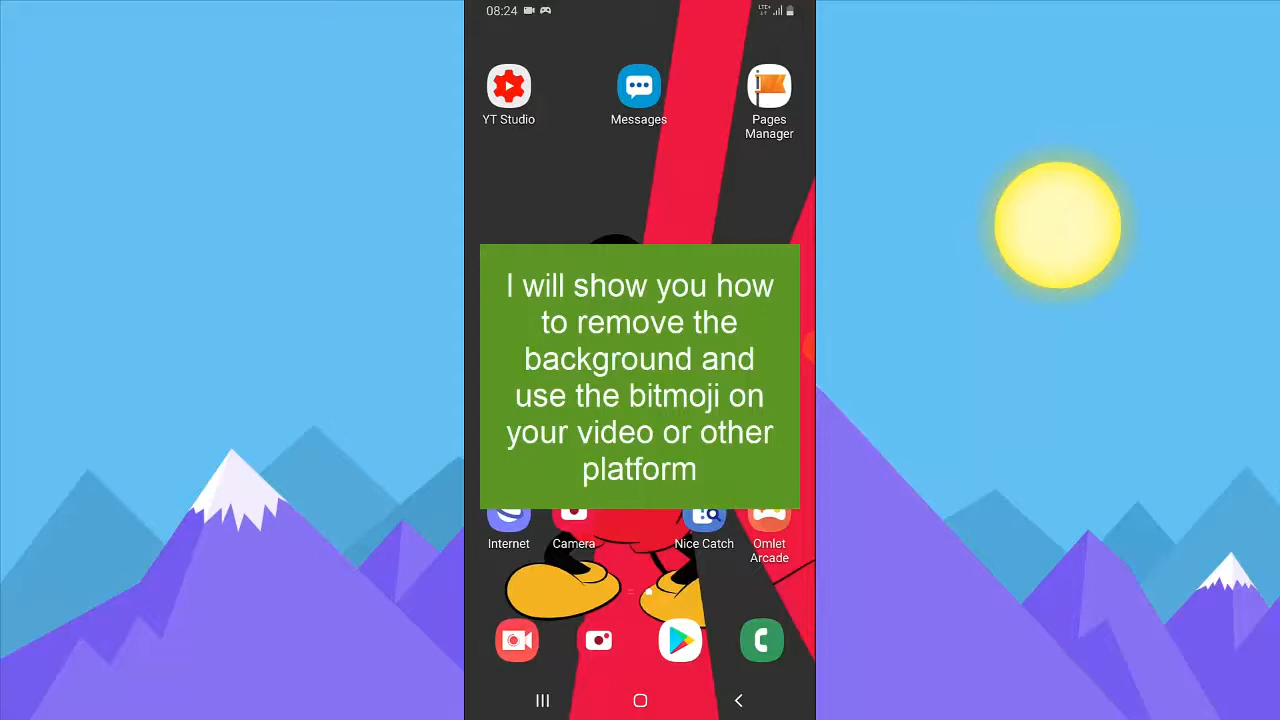 08:24
LTE+
YT Studio
Messages
Pages
Manager
I will show you how
to remove the
background and
use the bitmoji on
your video or other
platform
Internet
Camera
Nice Catch
Omlet
Arcade